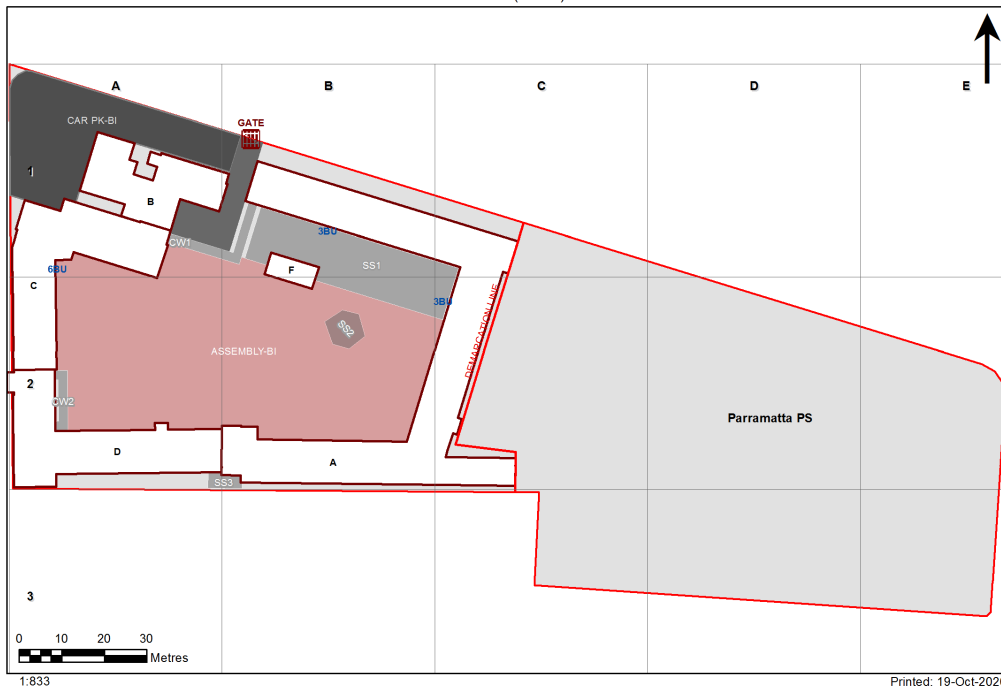 A B C D E
CAR PK-BI
GATE
1
B
3BU
CW1
SS1
6BU
F
C
3BU
SS2
DEMARCATION LINE
ASSEMBLY-BI
2
CW2
Parramatta PS
D
A
SS3
3
0 10 20 30
Metres
1:833
Printed: 19-Oct-202